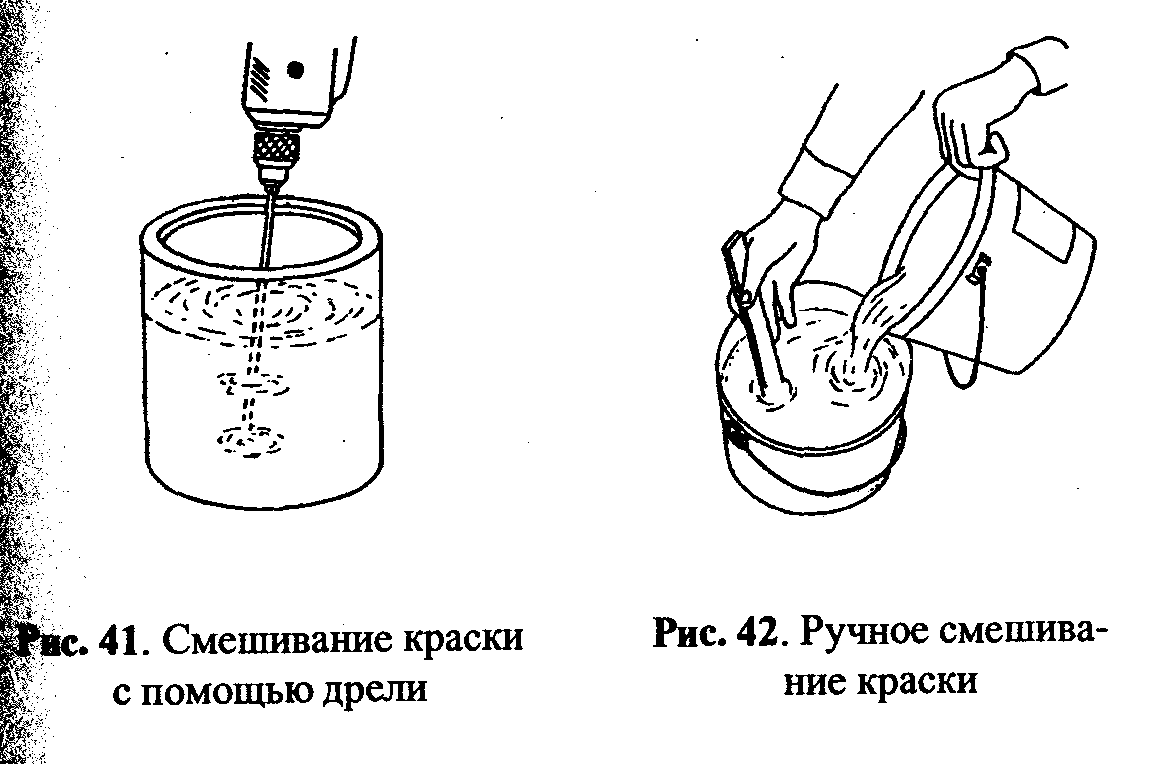 Рис. 41. Смешивание краски
с помощью дрели
Рис. 42. Ручное смешива-
ние краски